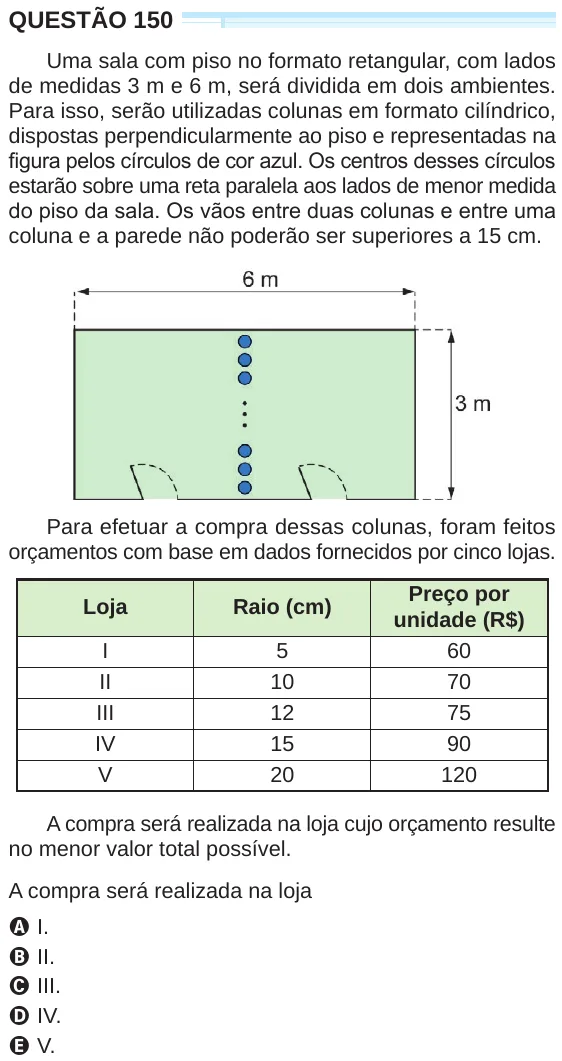 QUESTÃO 150
Uma sala com piso no formato retangular, com lados
de medidas 3 m e 6 m, será dividida em dois ambientes.
Para isso, serão utilizadas colunas em formato cilíndrico,
dispostas perpendicularmente ao piso e representadas na
figura pelos círculos de cor azul. Os centros desses círculos
estarão sobre uma reta paralela aos lados de menor medida
do piso da sala. Os vãos entre duas colunas e entre uma
coluna e a parede não poderão ser superiores a 15 cm.
6 m
3 m
Para efetuar a compra dessas colunas, foram feitos
orçamentos com base em dados fornecidos por cinco lojas.
Loja Raio (cm) Preço por unidade (R$)
I 5 60
II 10 70
III 12 75
IV 15 90
V 20 120
A compra será realizada na loja cujo orçamento resulte
no menor valor total possível.
A compra será realizada na loja
A I.
B II.
C III.
D IV.
E V.